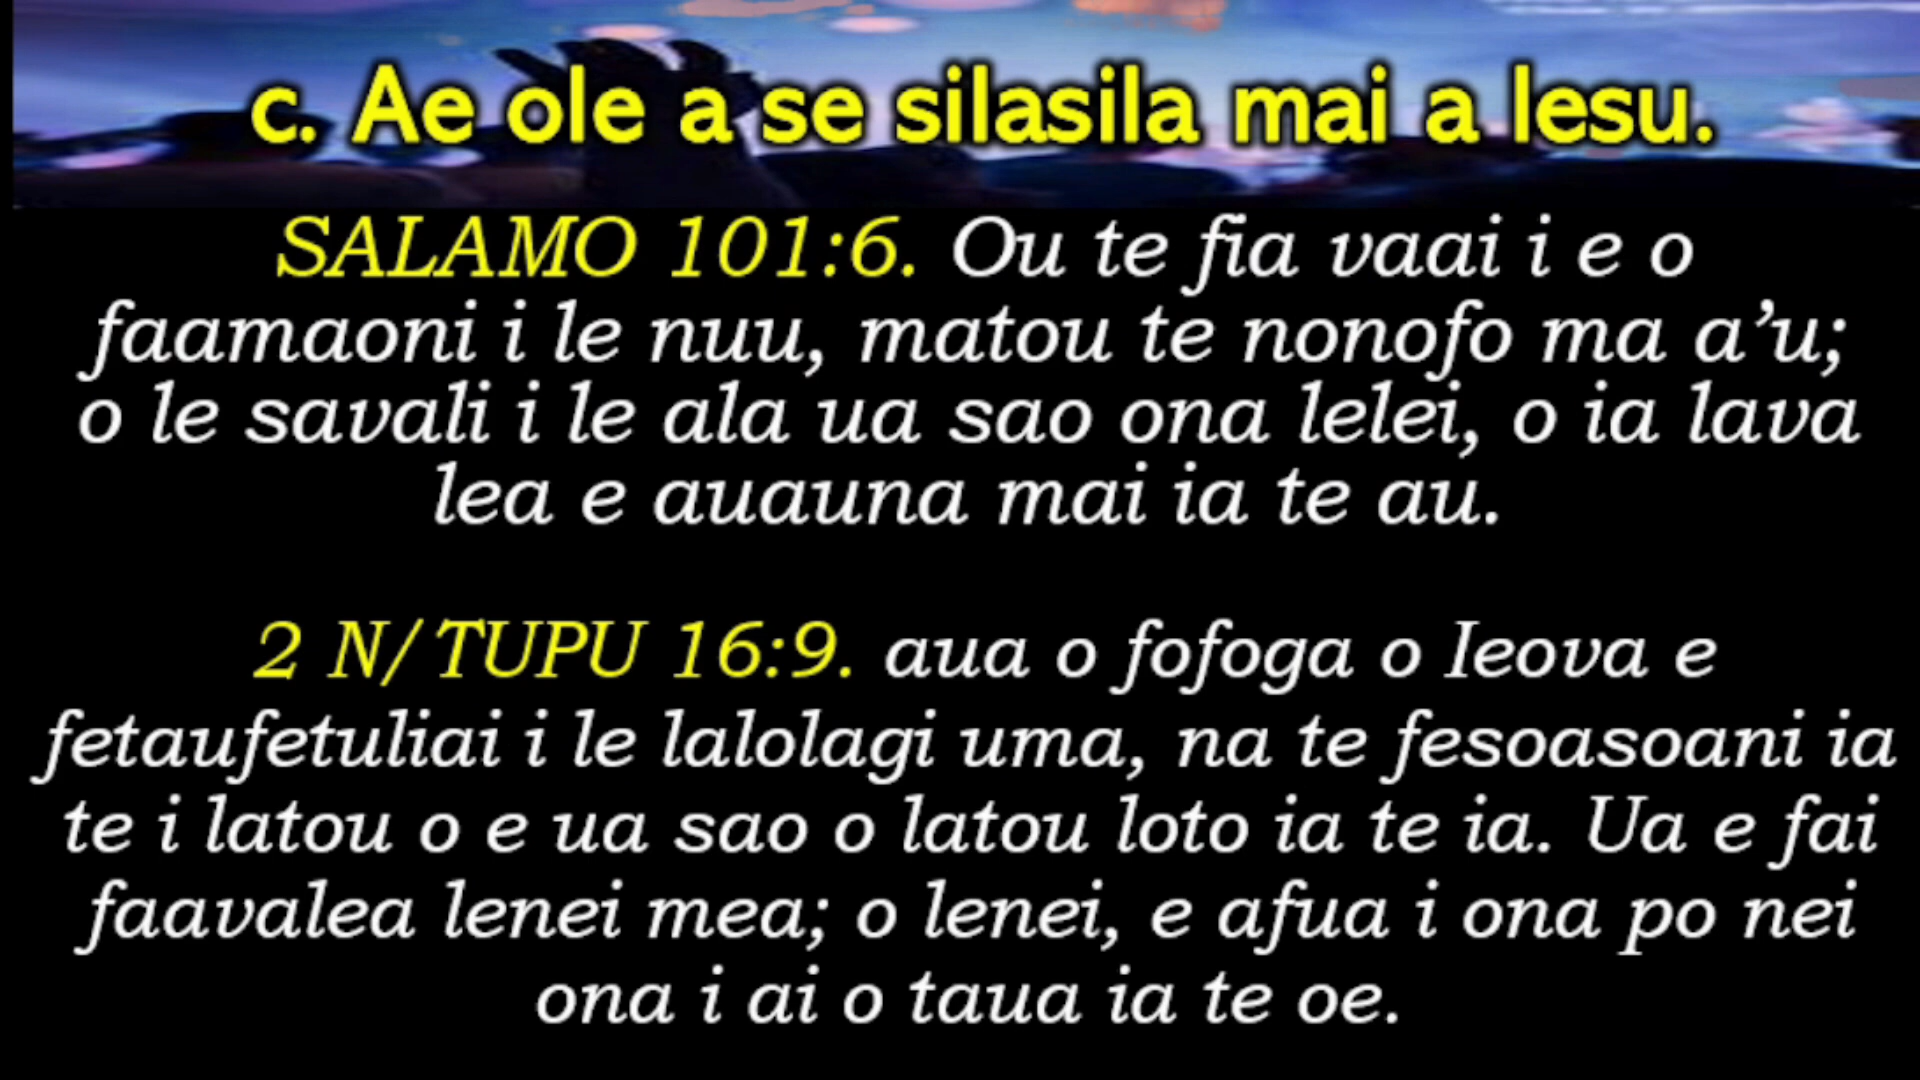 c. Ae ole a se silasila mai a Iesu.
SALAMO 101:6. Ou te fia vaai i e o
faamaoni i le nuu, matou te nonofo ma a’u;
o le savali i le ala ua sao ona lelei, o ia lava
lea e auauna mai ia te au.
2 N/TUPU 16:9. aua o fofoga o Ieova e
fetaufetuliai i le lalolagi uma, na te fesoasoani ia
te i latou o e ua sao o latou loto ia te ia. Ua e fai
faavalea lenei mea; o lenei, e afua i ona po nei
ona i ai o taua ia te oe.